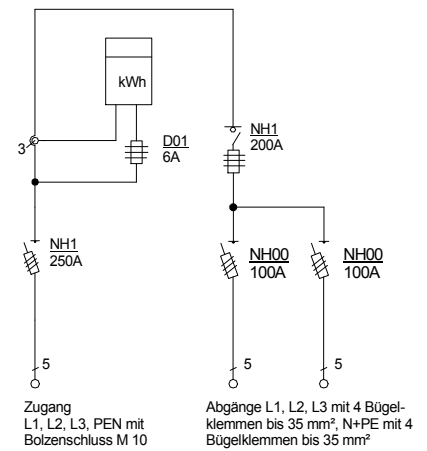 kWh
3
D01
6A
NH1
200A
NH1
250A
NH00
100A
NH00
100A
5
5
5
Zugang
L1, L2, L3, PEN mit
Bolzenschluss M 10
Abgänge L1, L2, L3 mit 4 Bügel-
klemmen bis 35 mm², N+PE mit 4
Bügelklemmen bis 35 mm²